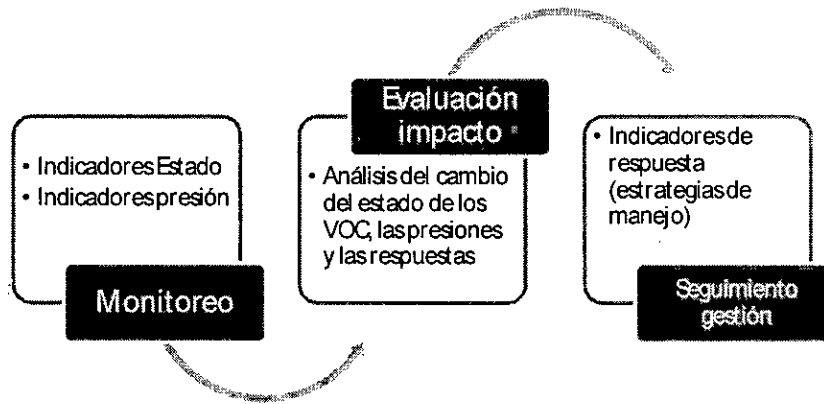 • Indicadores Estado
• Indicadores presión
Monitoreo
Evaluación
impacto
• Análisis del cambio
del estado de los
VOC, las presiones
y las respuestas
• Indicadores de
respuesta
(estrategias de
manejo)
Seguimiento
gestión